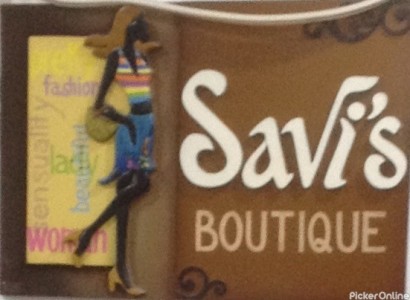 fashion
sensuality
lady
beautiful
woman
Savi's
BOUTIQUE
PickerOnline